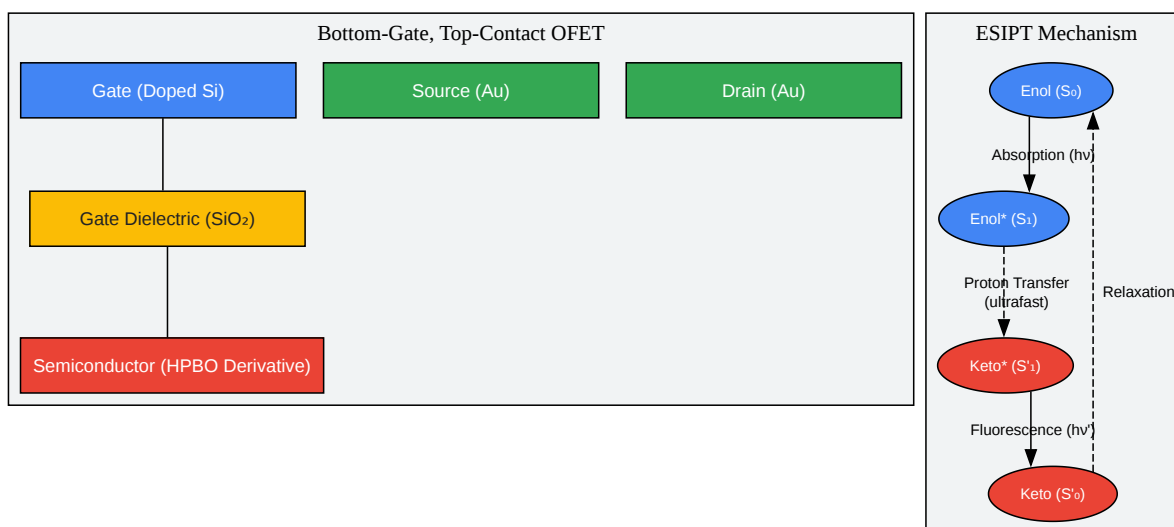 Bottom-Gate, Top-Contact OFET
Gate (Doped Si)
Source (Au)
Drain (Au)
Gate Dielectric (SiO₂)
Semiconductor (HPBO Derivative)
ESIPT Mechanism
Enol (S₀)
Absorption (hν)
Enol* (S₁)
Proton Transfer
(ultrafast)
Relaxation
Keto* (S'₁)
Fluorescence (hν')
Keto (S'₀)